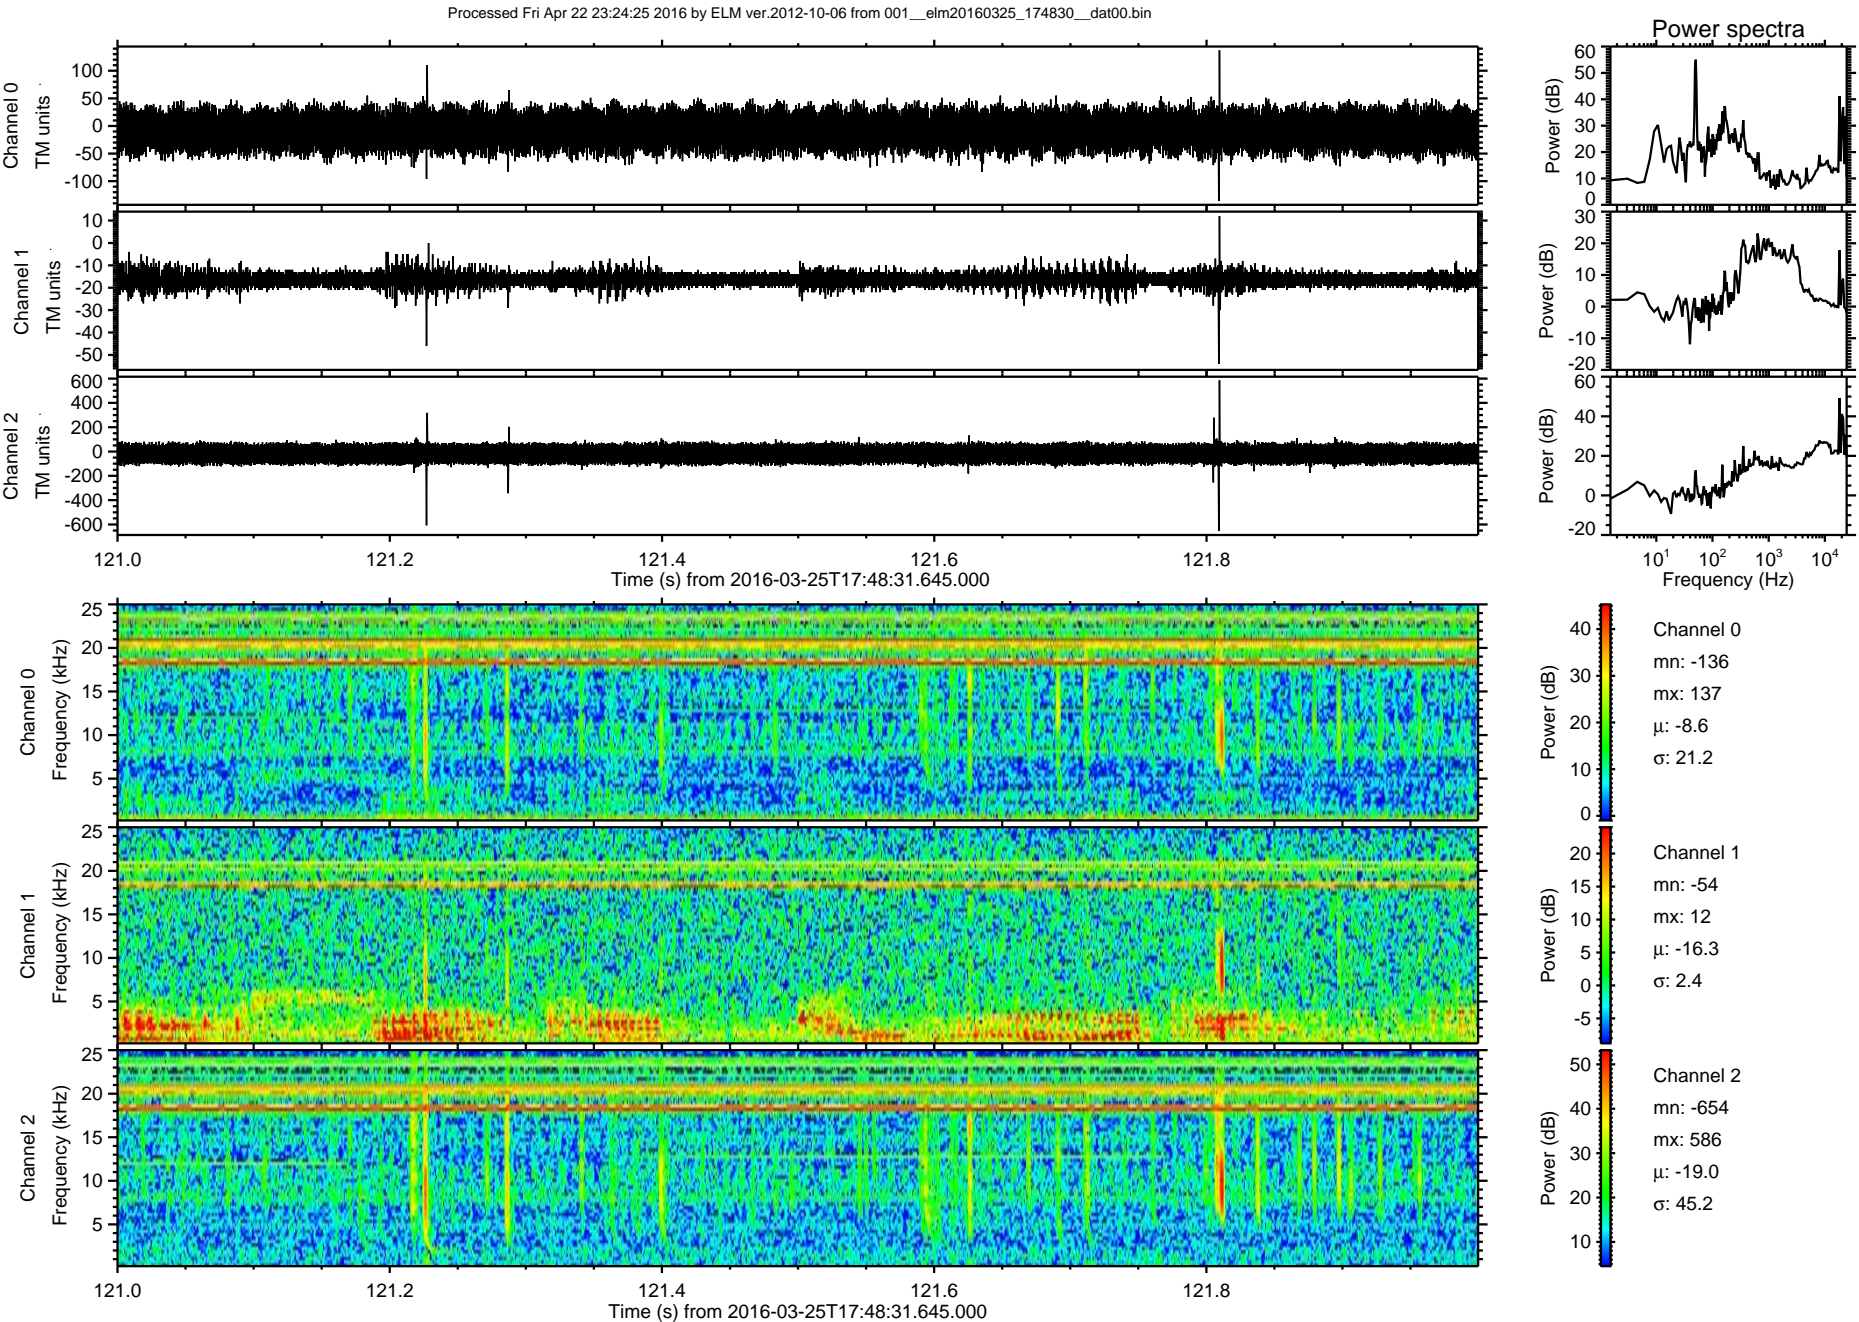 Processed Fri Apr 22 23:24:25 2016 by ELM ver.2012-10-06 from 001__elm20160325_174830__dat00.bin
Power spectra
Channel 0
TM units
100
50
0
-50
-100
Power (dB)
60
50
40
30
20
10
0
Channel 1
TM units
10
0
-10
-20
-30
-40
-50
Power (dB)
30
20
10
0
-10
-20
Channel 2
TM units
600
400
200
0
-200
-400
-600
Power (dB)
60
40
20
0
-20
121.0 121.2 121.4 121.6 121.8
Time (s) from 2016-03-25T17:48:31.645.000
10^1 10^2 10^3 10^4
Frequency (Hz)
Channel 0
Frequency (kHz)
25
20
15
10
5
Power (dB)
40
30
20
10
0
Channel 0
mn: -136
mx: 137
μ: -8.6
σ: 21.2
Channel 1
Frequency (kHz)
25
20
15
10
5
Power (dB)
20
15
10
5
0
-5
Channel 1
mn: -54
mx: 12
μ: -16.3
σ: 2.4
Channel 2
Frequency (kHz)
25
20
15
10
5
Power (dB)
50
40
30
20
10
Channel 2
mn: -654
mx: 586
μ: -19.0
σ: 45.2
121.0 121.2 121.4 121.6 121.8
Time (s) from 2016-03-25T17:48:31.645.000